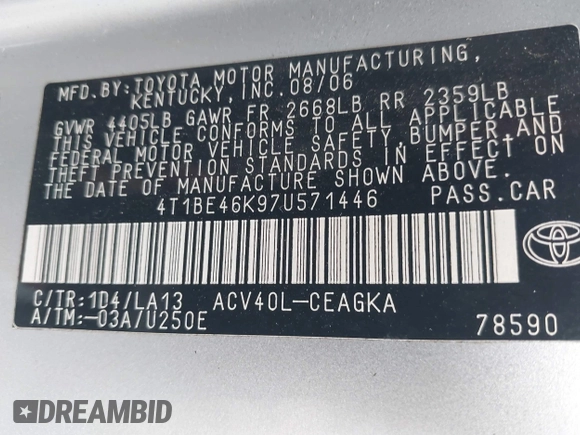 MFD.BY:TOYOTA MOTOR MANUFACTURING,
KENTUCKY,INC.08/06
GVWR 4405LB GAWR FR 2668LB RR 2359LB
THIS VEHICLE CONFORMS TO ALL APPLICABLE
FEDERAL MOTOR VEHICLE SAFETY,BUMPER,AND
THEFT PREVENTION STANDARDS IN EFFECT ON
THE DATE OF MANUFACTURE SHOWN ABOVE.
4T1BE46K97U571446 PASS.CAR
C/TR:1D4/LA13 ACV40L-CEAGKA
A/TM:-03A/U250E 78590
DREAMBID